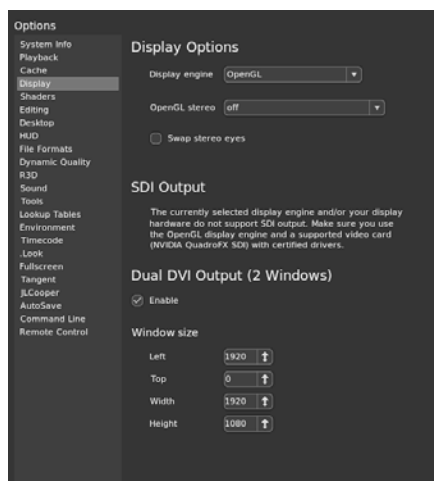 Options
System Info
Playback
Cache
Display
Shaders
Editing
Desktop
HUD
File Formats
Dynamic Quality
R3D
Sound
Tools
Lookup Tables
Environment
Timecode
.Look
Fullscreen
Tangent
JLCooper
AutoSave
Command Line
Remote Control
Display Options
Display engine OpenGL
OpenGL stereo off
Swap stereo eyes
SDI Output
The currently selected display engine and/or your display
hardware do not support SDI output. Make sure you use
the OpenGL display engine and a supported video card
(NVIDIA QuadroFX SDI) with certified drivers.
Dual DVI Output (2 Windows)
Enable
Window size
Left 1920
Top 0
Width 1920
Height 1080